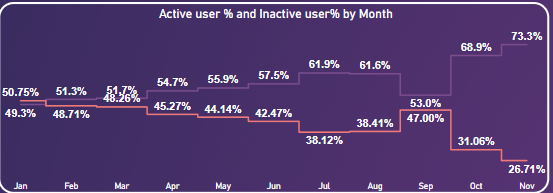 Active user % and Inactive user% by Month
73.3%
68.9%
61.9% 61.6%
57.5%
55.9%
54.7%
50.75% 51.3% 51.7%
53.0%
48.26%
49.3% 48.71% 45.27% 44.14% 42.47% 47.00%
38.12% 38.41%
31.06%
26.71%
Jan Feb Mar Apr May Jun Jul Aug Sep Oct Nov